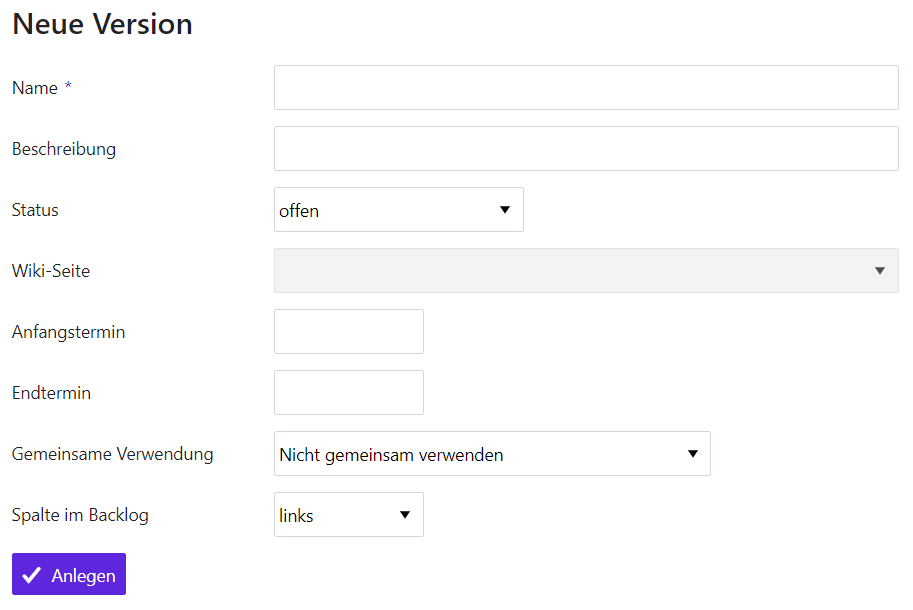 Neue Version
Name *
Beschreibung
Status
offen
Wiki-Seite
Anfangstermin
Endtermin
Gemeinsame Verwendung
Nicht gemeinsam verwenden
Spalte im Backlog
links
Anlegen